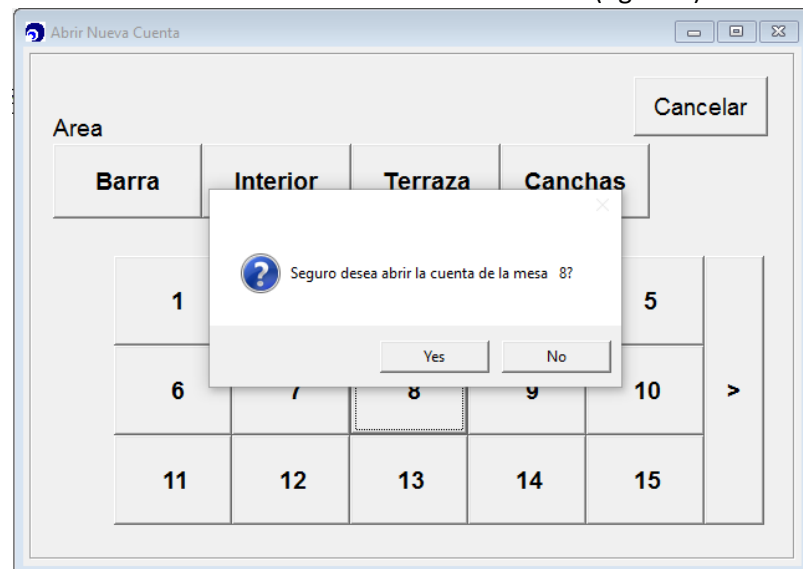 Abrir Nueva Cuenta
Cancelar
Area
Barra Interior Terraza Canchas
Seguro desea abrir la cuenta de la mesa 8?
Yes No
1 5
6 7 8 9 10 >
11 12 13 14 15